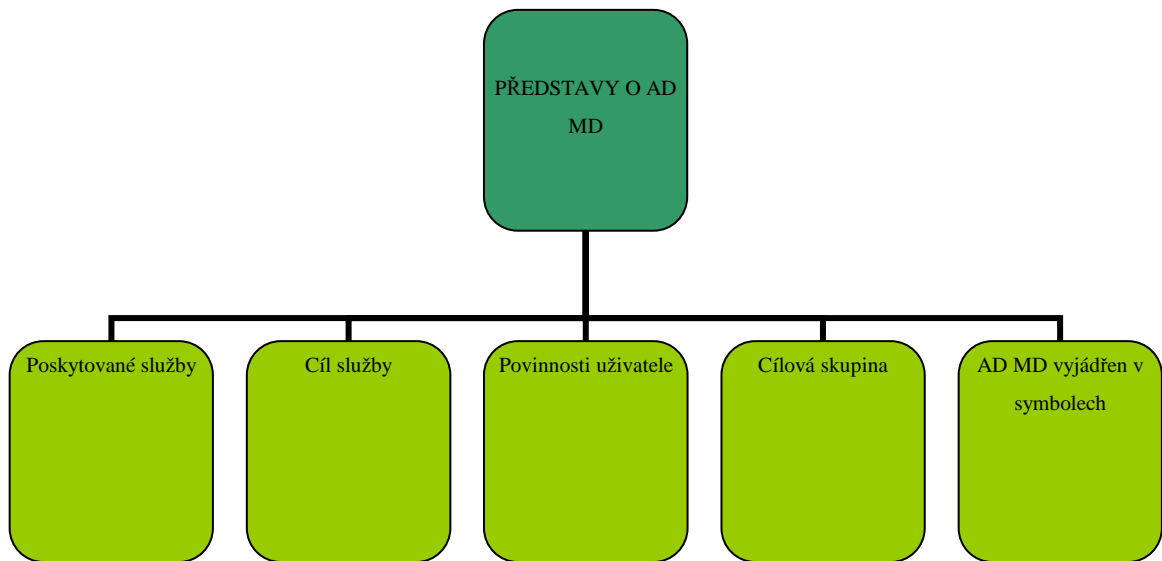 PŘEDSTAVY O AD
MD
Poskytované služby
Cíl služby
Povinnosti uživatele
Cílová skupina
AD MD vyjádřen v
symbolech